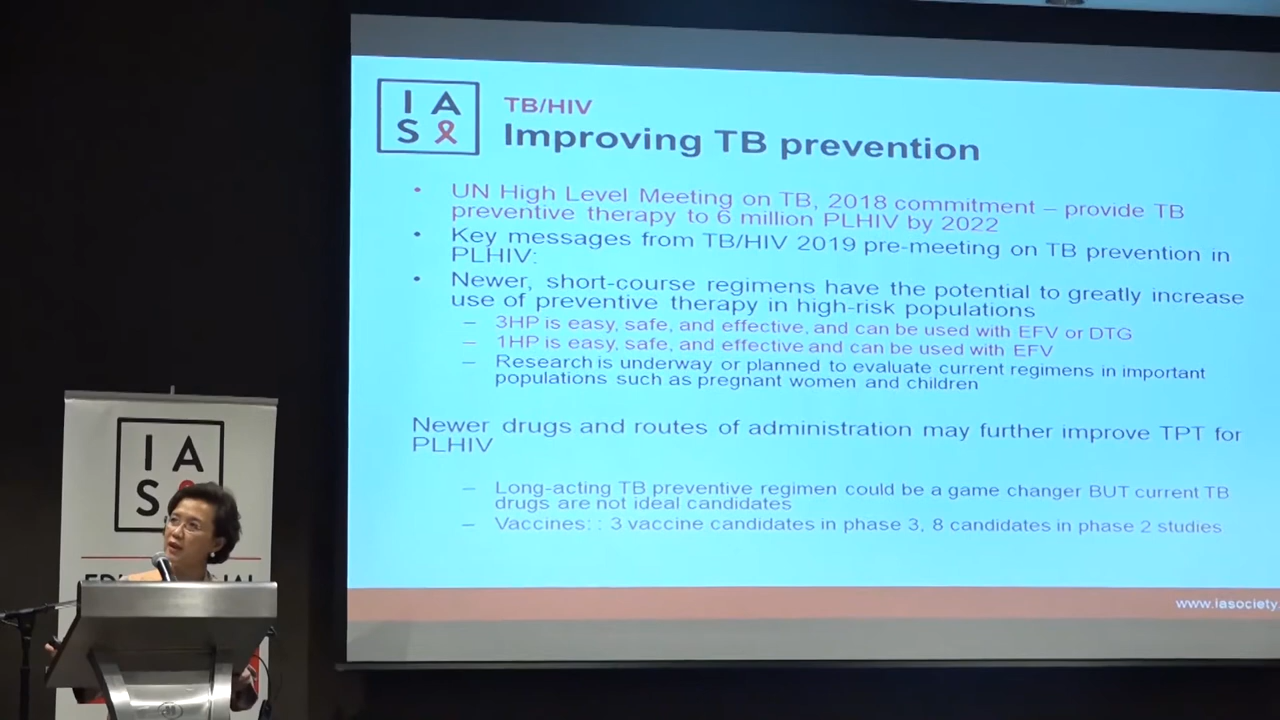 I A
S
TB/HIV
Improving TB prevention
• UN High Level Meeting on TB, 2018 commitment – provide TB
preventive therapy to 6 million PLHIV by 2022
• Key messages from TB/HIV 2019 pre-meeting on TB prevention in
PLHIV:
• Newer, short-course regimens have the potential to greatly increase
use of preventive therapy in high-risk populations
– 3HP is easy, safe, and effective, and can be used with EFV or DTG
– 1HP is easy, safe, and effective and can be used with EFV
– Research is underway or planned to evaluate current regimens in important
populations such as pregnant women and children
Newer drugs and routes of administration may further improve TPT for
PLHIV
– Long-acting TB preventive regimen could be a game changer BUT current TB
drugs are not ideal candidates
– Vaccines: : 3 vaccine candidates in phase 3, 8 candidates in phase 2 studies
www.iasociety.
I A
S